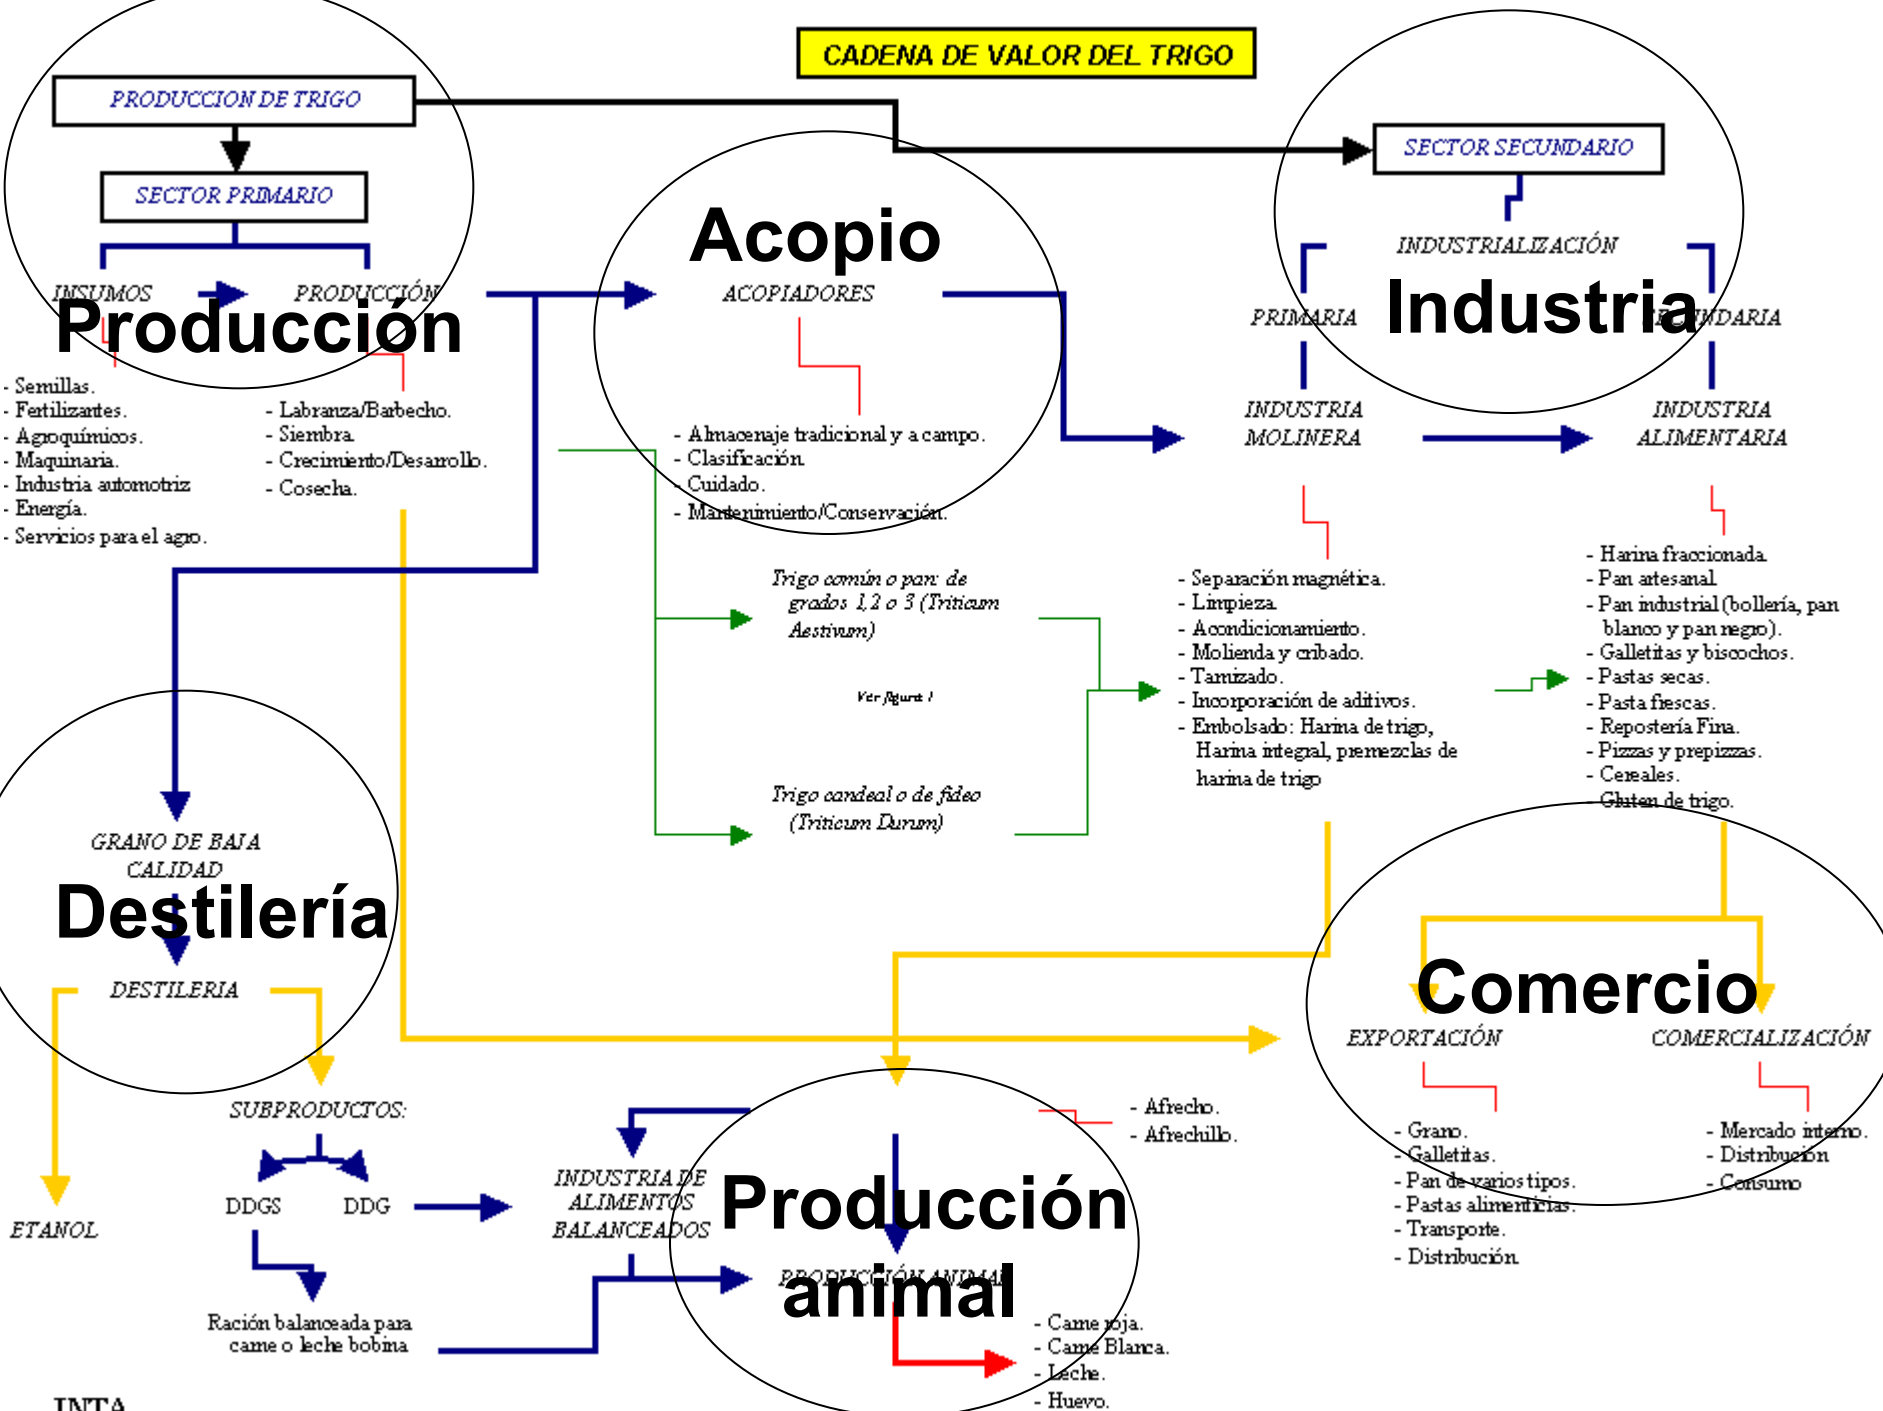 CADENA DE VALOR DEL TRIGO
PRODUCCION DE TRIGO
SECTOR PRIMARIO
INSUMOS
PRODUCCIÓN
Producción
- Semillas.
- Fertilizantes.
- Agroquímicos.
- Maquinaria.
- Industria automotriz
- Energía.
- Servicios para el agro.
- Labranza/Barbecho.
- Siembra.
- Crecimiento/Desarrollo.
- Cosecha.
Acopio
ACOPIADORES
- Almacenaje tradicional y a campo.
- Clasificación.
- Cuidado.
- Mantenimiento/Conservación.
Trigo común o pan: de
grados 1,2 o 3 (Triticum
Aestivum)
Ver figura 1
Trigo candeal o de fideo
(Triticum Durum)
SECTOR SECUNDARIO
INDUSTRIALIZACIÓN
Industria
PRIMARIA
SECUNDARIA
INDUSTRIA
MOLINERA
INDUSTRIA
ALIMENTARIA
- Separación magnética.
- Limpieza.
- Acondicionamiento.
- Molienda y cribado.
- Tamizado.
- Incorporación de aditivos.
- Embolsado: Harina de trigo,
Harina integral, premezclas de
harina de trigo
- Harina fraccionada.
- Pan artesanal.
- Pan industrial (bollería, pan
blanco y pan negro).
- Galletitas y biscochos.
- Pastas secas.
- Pasta frescas.
- Repostería Fina.
- Pizzas y prepizzas.
- Cereales.
- Gluten de trigo.
GRANO DE BAJA
CALIDAD
Destilería
DESTILERIA
SUBPRODUCTOS:
DDGS
DDG
ETANOL
Ración balanceada para
carne o leche bobina
INDUSTRIA DE
ALIMENTOS
BALANCEADOS
- Afrecho.
- Afrechillo.
Producción
animal
PRODUCCIÓN ANIMAL
- Carne roja.
- Carne Blanca.
- Leche.
- Huevo.
Comercio
EXPORTACIÓN
COMERCIALIZACIÓN
- Grano.
- Galletitas.
- Pan de varios tipos.
- Pastas alimenticias.
- Transporte.
- Distribución.
- Mercado interno.
- Distribución
- Consumo
INTA